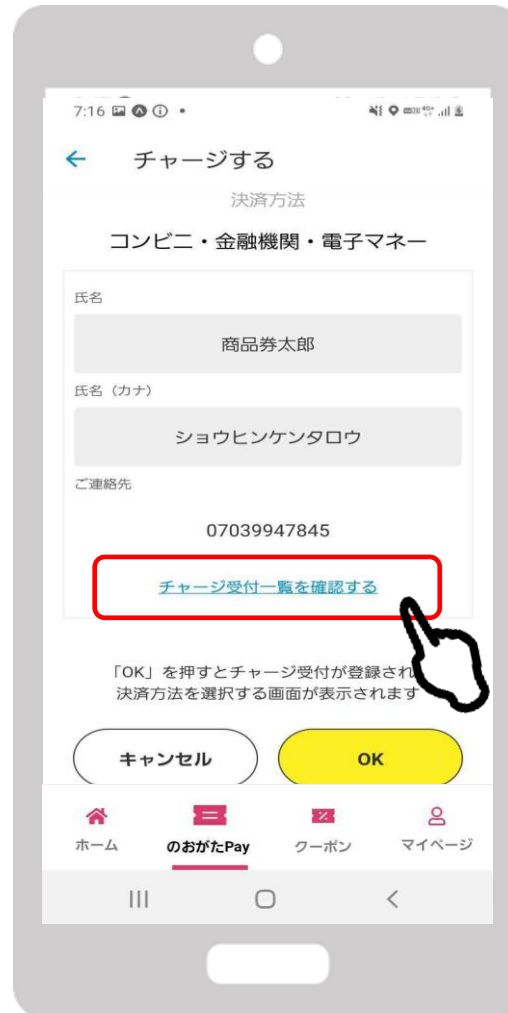 7:16
チャージする
決済方法
コンビニ・金融機関・電子マネー
氏名
商品券太郎
氏名（カナ）
ショウヒンケンタロウ
ご連絡先
07039947845
チャージ受付一覧を確認する
「OK」を押すとチャージ受付が登録され
決済方法を選択する画面が表示されます
キャンセル
OK
ホーム
のおがたPay
クーポン
マイページ